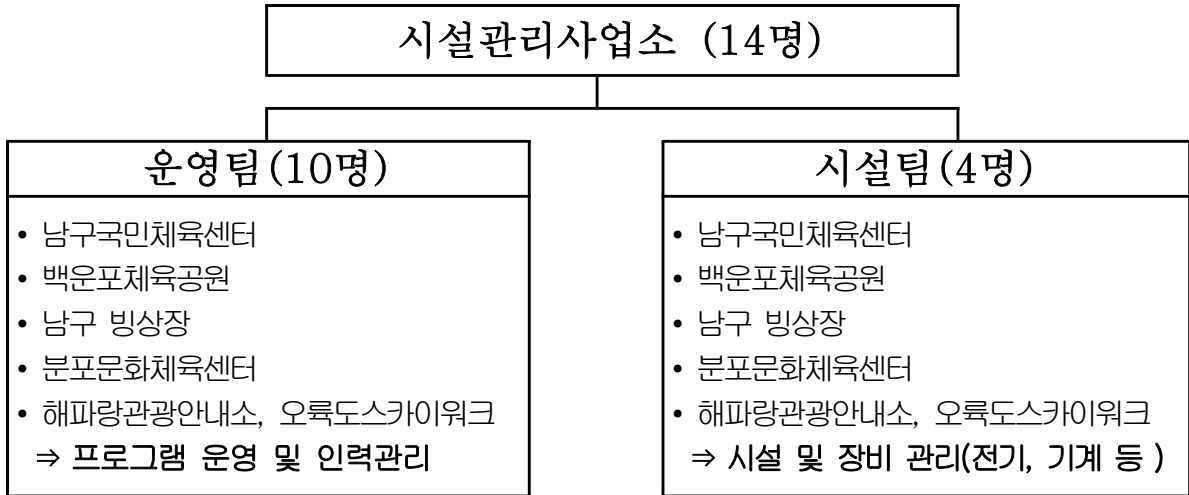 시설관리사업소 (14명)
운영팀(10명)
• 남구국민체육센터
• 백운포체육공원
• 남구 빙상장
• 분포문화체육센터
• 해파랑관광안내소, 오륙도스카이워크
⇒ 프로그램 운영 및 인력관리
시설팀(4명)
• 남구국민체육센터
• 백운포체육공원
• 남구 빙상장
• 분포문화체육센터
• 해파랑관광안내소, 오륙도스카이워크
⇒ 시설 및 장비 관리(전기, 기계 등 )